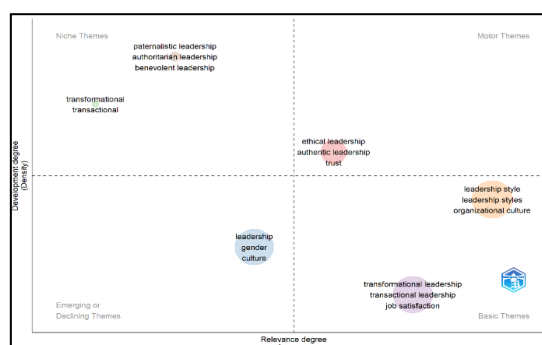 Niche Themes
Motor Themes
paternalistic leadership
authoritarian leadership
benevolent leadership
transformational
transactional
ethical leadership
authentic leadership
trust
Development degree
(Density)
leadership style
leadership styles
organizational culture
leadership
gender
culture
transformational leadership
transactional leadership
job satisfaction
Emerging or
Declining Themes
Basic Themes
Relevance degree